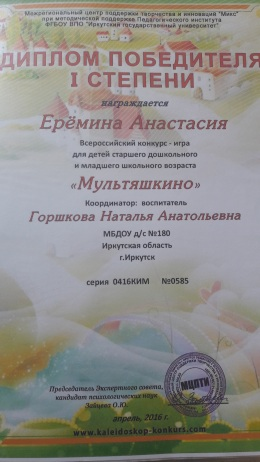 Межрегиональный центр поддержки творчества и инноваций "Микс"
при методической поддержке Педагогического института
ФГБОУ ВПО "Иркутский государственный университет"
ДИПЛОМ ПОБЕДИТЕЛЯ
I СТЕПЕНИ
награждается
Ерёмина Анастасия
Всероссийский конкурс - игра
для детей старшего дошкольного
и младшего школьного возраста
«Мультяшкино»
Координатор: воспитатель
Горшкова Наталья Анатольевна
МБДОУ д/с №180
Иркутская область
г.Иркутск
серия 0416КИМ №0585
МЦПТИ
Председатель Экспертного совета,
кандидат психологических наук
Зайцева О.Ю.
апрель, 2016 г.
www.kaleidoskop-konkurs.com